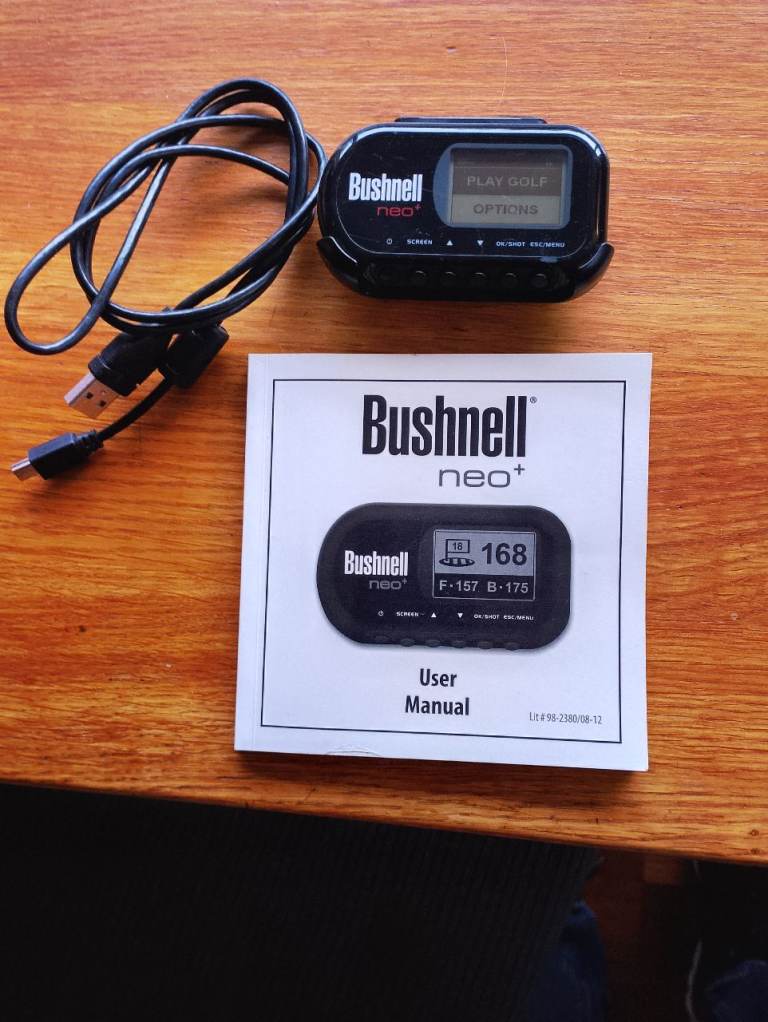 Bushnell
neo+
PLAY GOLF
OPTIONS
SCREEN ▲ ▼ OK/SHOT ESC/MENU
Bushnell®
neo+
18 168
Bushnell
neo+
F·157 B·175
SCREEN ▲ ▼ OK/SHOT ESC/MENU
User
Manual
Lit # 98-2380/08-12